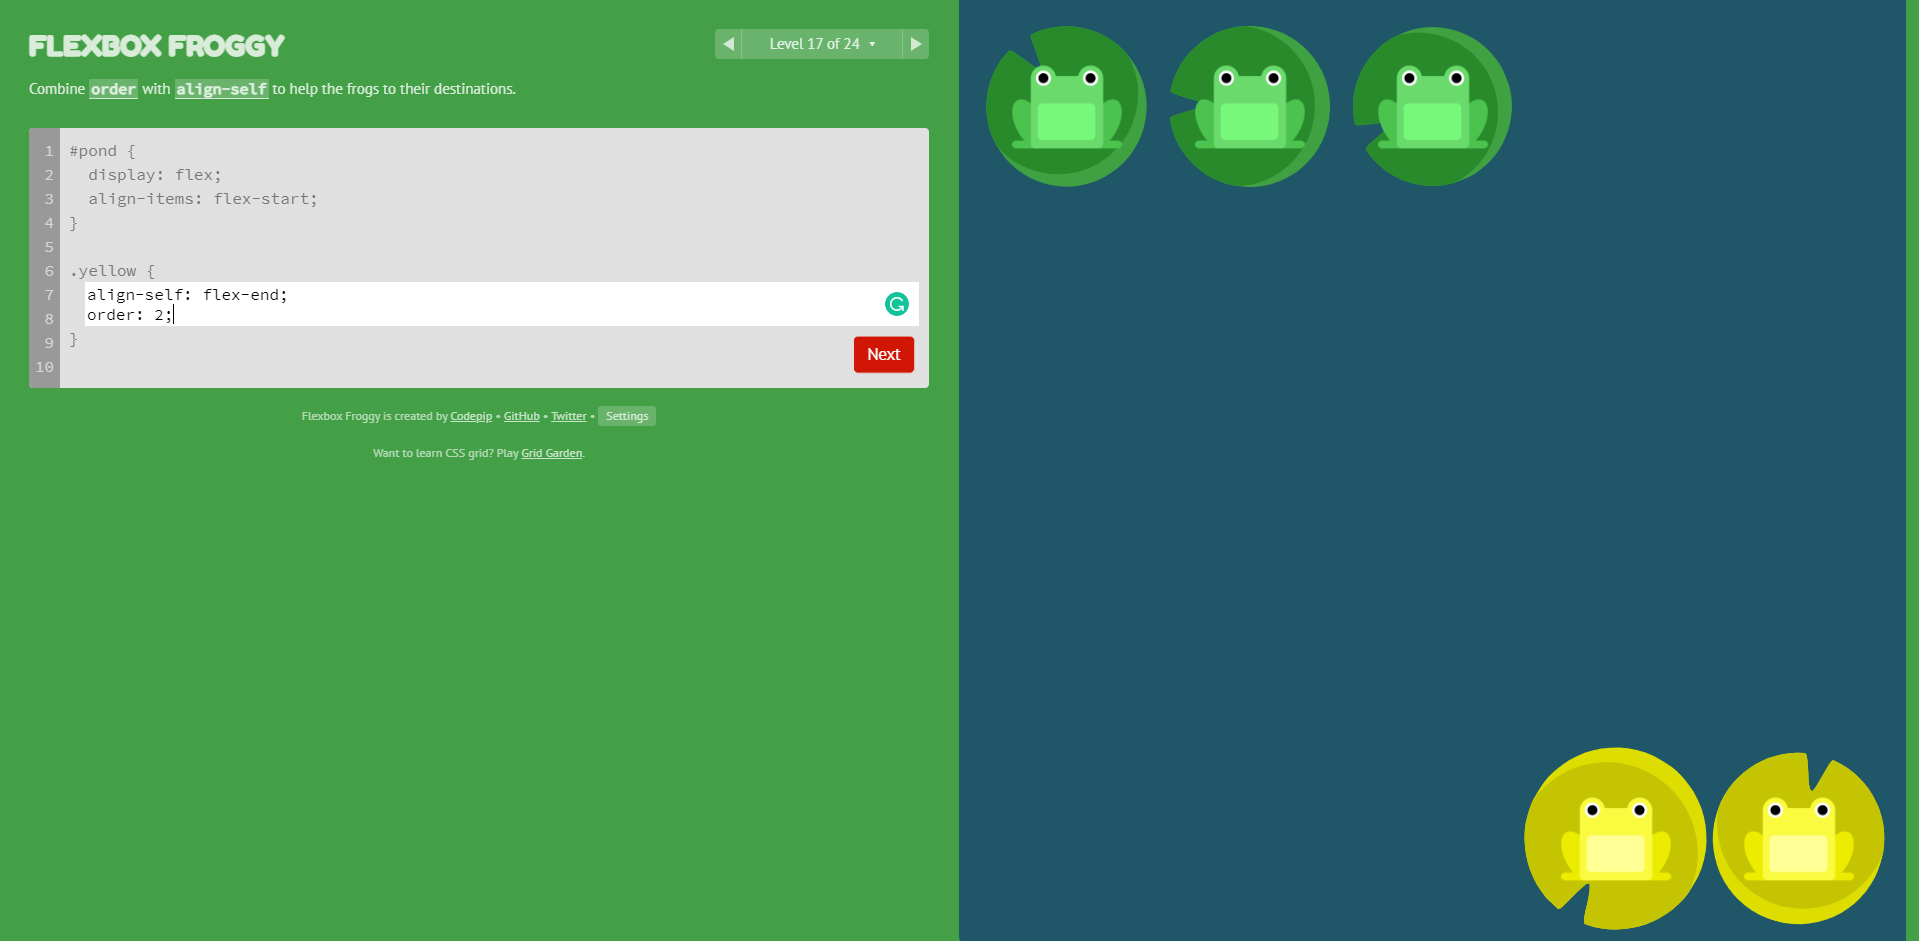 FLEXBOX FROGGY
◀ Level 17 of 24 ▾ ▶
Combine order with align-self to help the frogs to their destinations.
1 #pond {
2 display: flex;
3 align-items: flex-start;
4 }
5
6 .yellow {
7 align-self: flex-end;
8 order: 2;
9 }
10
Next
Flexbox Froggy is created by Codepip • GitHub • Twitter • Settings
Want to learn CSS grid? Play Grid Garden.